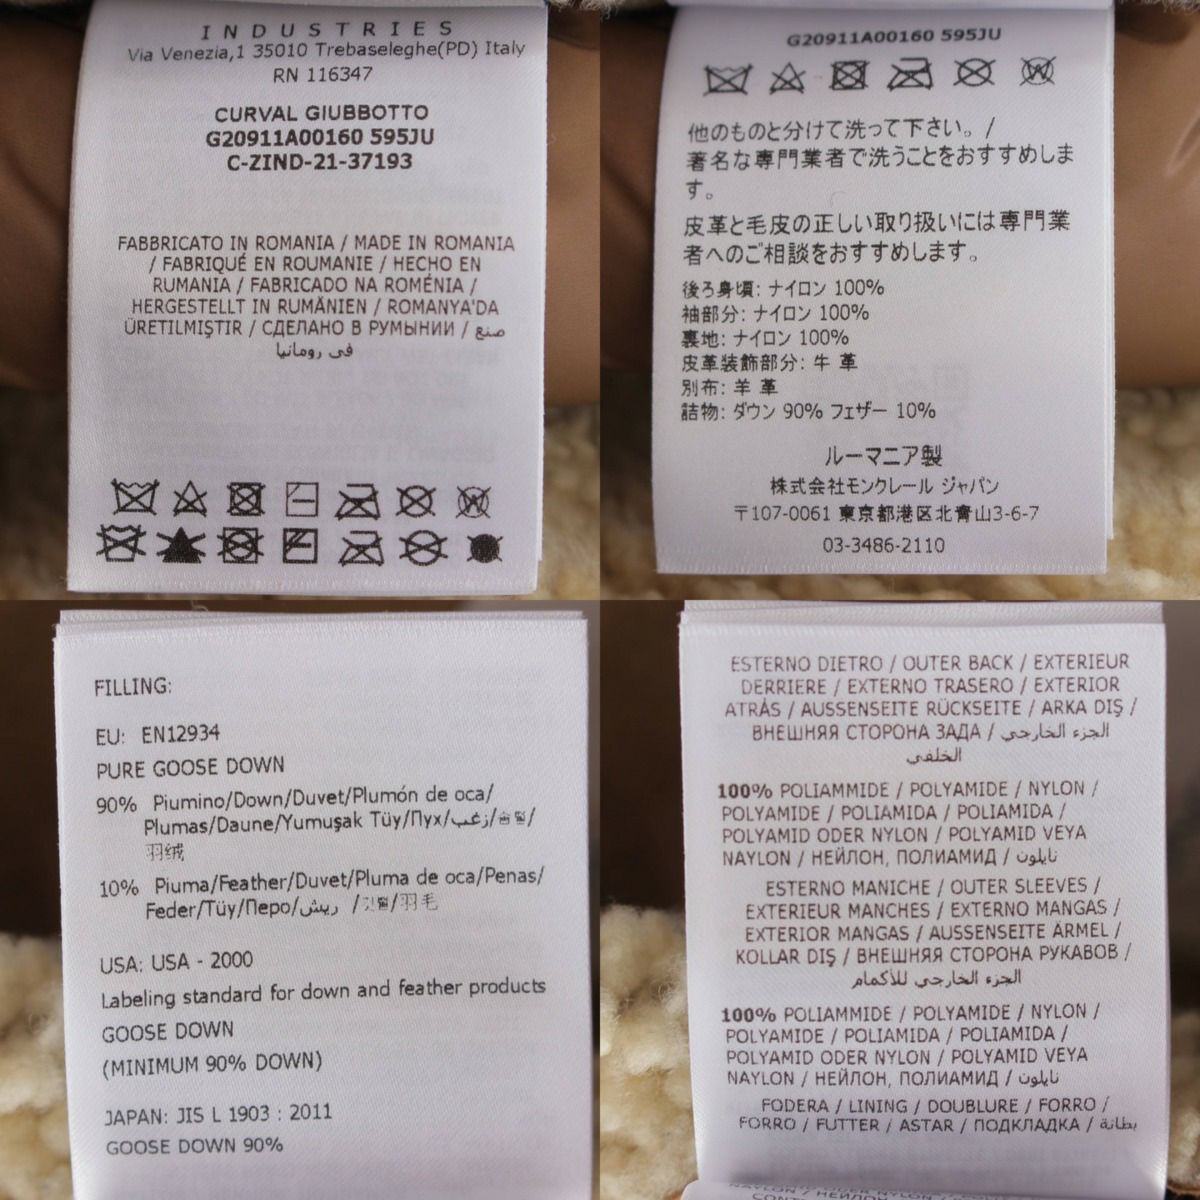 INDUSTRIES
Via Venezia,1 35010 Trebaseleghe(PD) Italy
RN 116347
CURVAL GIUBBOTTO
G20911A00160 595JU
C-ZIND-21-37193
FABBRICATO IN ROMANIA / MADE IN ROMANIA
/ FABRIQUÉ EN ROUMANIE / HECHO EN
RUMANIA / FABRICADO NA ROMÉNIA /
HERGESTELLT IN RUMÄNIEN / ROMANYA'DA
ÜRETILMIŞTIR / СДЕЛАНО В РУМЫНИИ / صنع
في رومانيا
G20911A00160 595JU
他のものと分けて洗って下さい。/
著名な専門業者で洗うことをおすすめしま
す。
皮革と毛皮の正しい取り扱いには専門業
者へのご相談をおすすめします。
後ろ身頃: ナイロン 100%
袖部分: ナイロン 100%
裏地: ナイロン 100%
皮革装飾部分: 牛 革
別布: 羊 革
詰物: ダウン 90% フェザー 10%
ルーマニア製
株式会社モンクレール ジャパン
〒107-0061 東京都港区北青山3-6-7
03-3486-2110
FILLING:
EU: EN12934
PURE GOOSE DOWN
90% Piumino/Down/Duvet/Plumón de oca/
Plumas/Daune/Yumuşak Tüy/Пух/زغب/솜털/
羽绒
10% Piuma/Feather/Duvet/Pluma de oca/Penas/
Feder/Tüy/Перо/ريش /깃털/羽毛
USA: USA - 2000
Labeling standard for down and feather products
GOOSE DOWN
(MINIMUM 90% DOWN)
JAPAN: JIS L 1903 : 2011
GOOSE DOWN 90%
ESTERNO DIETRO / OUTER BACK / EXTERIEUR
DERRIERE / EXTERNO TRASERO / EXTERIOR
ATRÁS / AUSSENSEITE RÜCKSEITE / ARKA DIŞ /
ВНЕШНЯЯ СТОРОНА ЗАДА / الجزء الخارجي
الخلفي
100% POLIAMMIDE / POLYAMIDE / NYLON /
POLYAMIDE / POLIAMIDA / POLIAMIDA /
POLYAMID ODER NYLON / POLYAMID VEYA
NAYLON / НЕЙЛОН, ПОЛИАМИД / نايلون
ESTERNO MANICHE / OUTER SLEEVES /
EXTERIEUR MANCHES / EXTERNO MANGAS /
EXTERIOR MANGAS / AUSSENSEITE ÄRMEL /
KOLLAR DIŞ / ВНЕШНЯЯ СТОРОНА РУКАВОВ /
الجزء الخارجي للأكمام
100% POLIAMMIDE / POLYAMIDE / NYLON /
POLYAMIDE / POLIAMIDA / POLIAMIDA /
POLYAMID ODER NYLON / POLYAMID VEYA
NAYLON / НЕЙЛОН, ПОЛИАМИД / نايلون
FODERA / LINING / DOUBLURE / FORRO /
FORRO / FUTTER / ASTAR / ПОДКЛАДКА / بطانة